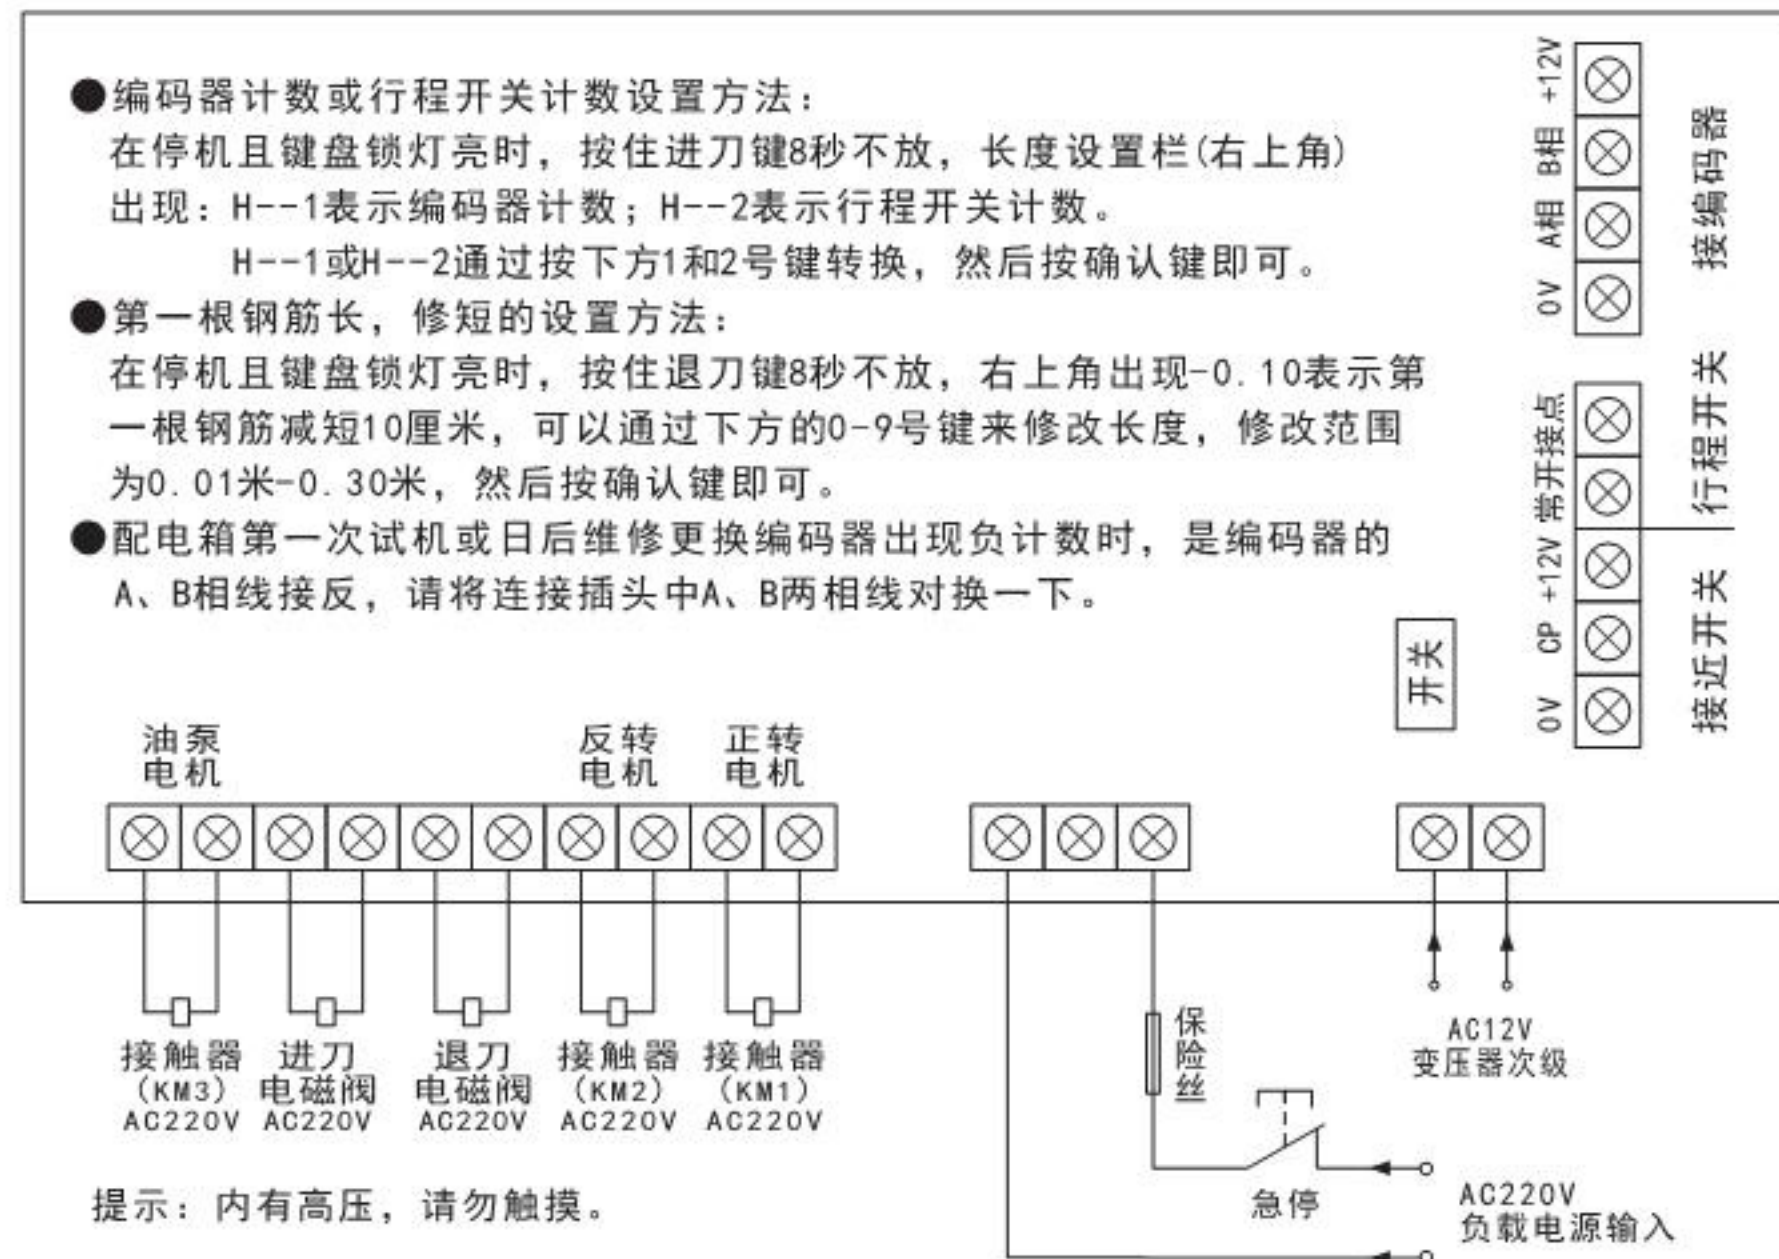 ●编码器计数或行程开关计数设置方法：
在停机且键盘锁灯亮时，按住进刀键8秒不放，长度设置栏(右上角)
出现：H--1表示编码器计数；H--2表示行程开关计数。
H--1或H--2通过按下方1和2号键转换，然后按确认键即可。
●第一根钢筋长，修短的设置方法：
在停机且键盘锁灯亮时，按住退刀键8秒不放，右上角出现-0.10表示第
一根钢筋减短10厘米，可以通过下方的0-9号键来修改长度，修改范围
为0.01米-0.30米，然后按确认键即可。
●配电箱第一次试机或日后维修更换编码器出现负计数时，是编码器的
A、B相线接反，请将连接插头中A、B两相线对换一下。
+12V
B相
A相
0V
接编码器
常开接点
行程开关
+12V
CP
0V
接近开关
开关
油泵
电机
反转
电机
正转
电机
接触器
(KM3)
AC220V
进刀
电磁阀
AC220V
退刀
电磁阀
AC220V
接触器
(KM2)
AC220V
接触器
(KM1)
AC220V
保险丝
急停
AC12V
变压器次级
AC220V
负载电源输入
提示：内有高压，请勿触摸。